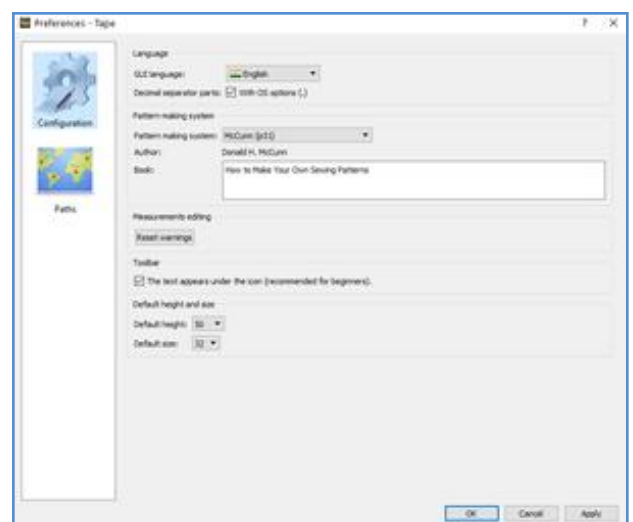 Preferences - Tape
? X
Configuration
Paths
Language
GUI language: English
Decimal separator parts: With OS options (.)
Pattern making system
Pattern making system: McCunn (p31)
Author: Donald H. McCunn
Book: How to Make Your Own Sewing Patterns
Measurements editing
Reset warnings
Toolbar
The text appears under the icon (recommended for beginners).
Default height and size
Default height: 50
Default size: 32
OK Cancel Apply